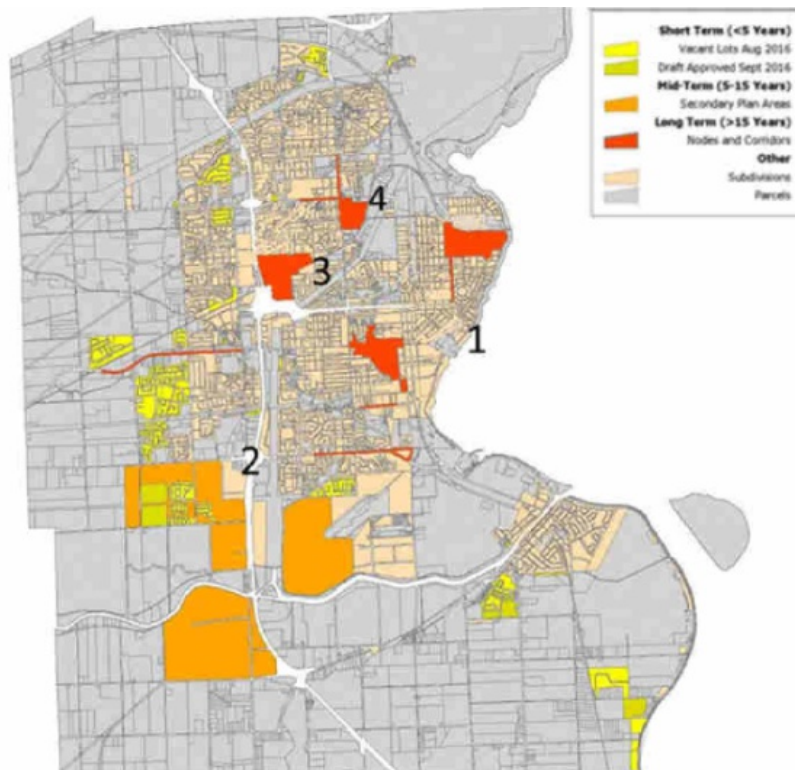 Short Term (<5 Years)
Vacant Lots Aug 2016
Draft Approved Sept 2016
Mid-Term (5-15 Years)
Secondary Plan Areas
Long Term (>15 Years)
Nodes and Corridors
Other
Subdivisions
Parcels
4
3
1
2